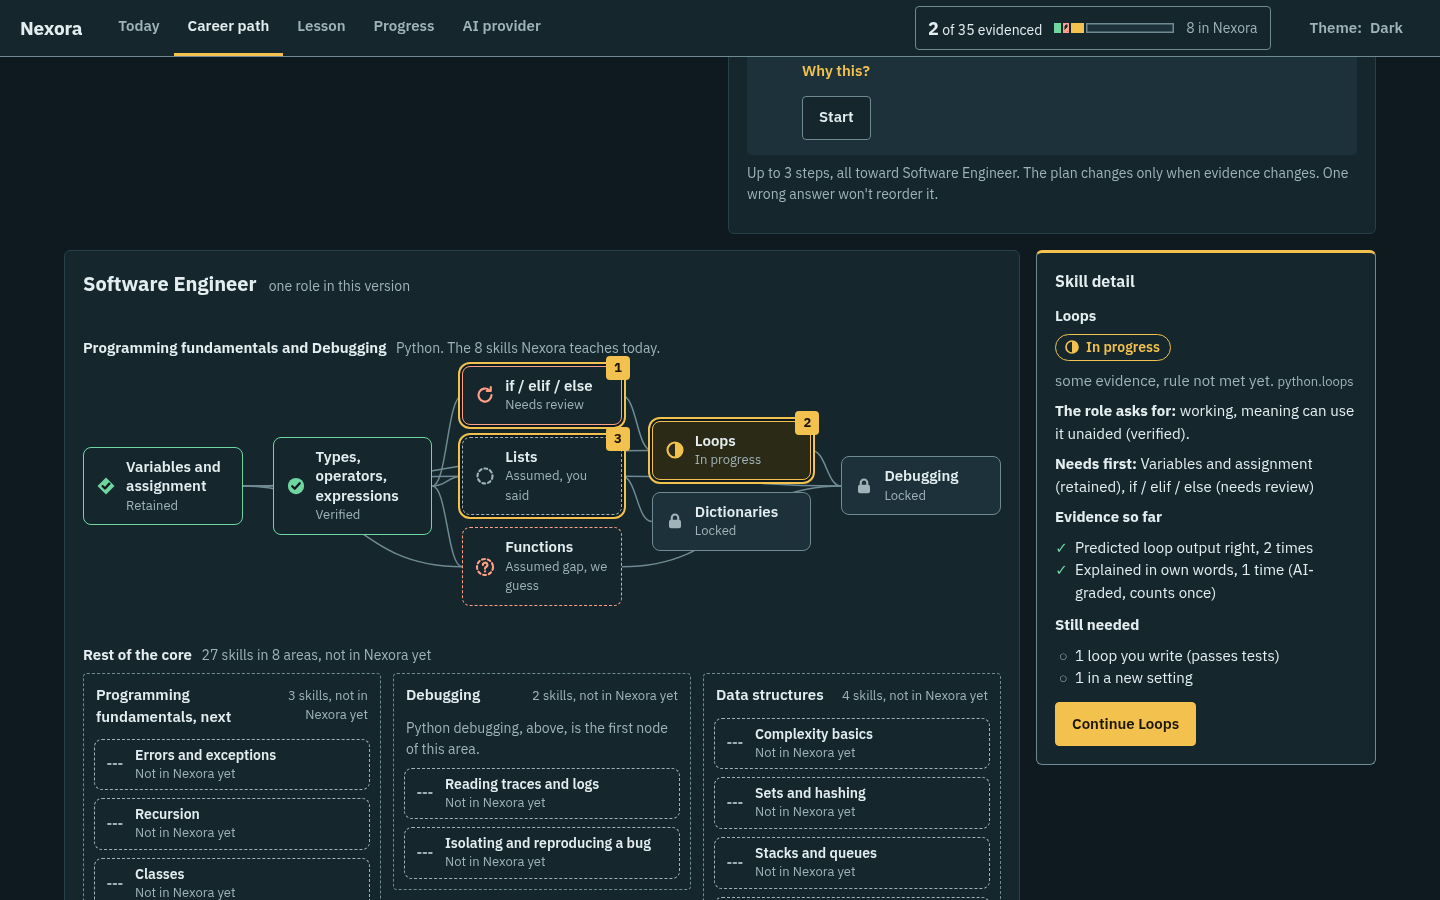 Nexora
Today
Career path
Lesson
Progress
AI provider
2 of 35 evidenced
8 in Nexora
Theme: Dark
Why this?
Start
Up to 3 steps, all toward Software Engineer. The plan changes only when evidence changes. One
wrong answer won't reorder it.
Software Engineer one role in this version
Programming fundamentals and Debugging Python. The 8 skills Nexora teaches today.
Variables and
assignment
Retained
Types,
operators,
expressions
Verified
1
if / elif / else
Needs review
3
Lists
Assumed, you
said
Functions
Assumed gap, we
guess
2
Loops
In progress
Dictionaries
Locked
Debugging
Locked
Rest of the core 27 skills in 8 areas, not in Nexora yet
Programming
fundamentals, next
3 skills, not in
Nexora yet
--- Errors and exceptions
Not in Nexora yet
--- Recursion
Not in Nexora yet
--- Classes
Not in Nexora yet
Debugging
2 skills, not in Nexora yet
Python debugging, above, is the first node
of this area.
--- Reading traces and logs
Not in Nexora yet
--- Isolating and reproducing a bug
Not in Nexora yet
Data structures
4 skills, not in Nexora yet
--- Complexity basics
Not in Nexora yet
--- Sets and hashing
Not in Nexora yet
--- Stacks and queues
Not in Nexora yet
Skill detail
Loops
In progress
some evidence, rule not met yet. python.loops
The role asks for: working, meaning can use
it unaided (verified).
Needs first: Variables and assignment
(retained), if / elif / else (needs review)
Evidence so far
✓ Predicted loop output right, 2 times
✓ Explained in own words, 1 time (AI-
graded, counts once)
Still needed
○ 1 loop you write (passes tests)
○ 1 in a new setting
Continue Loops